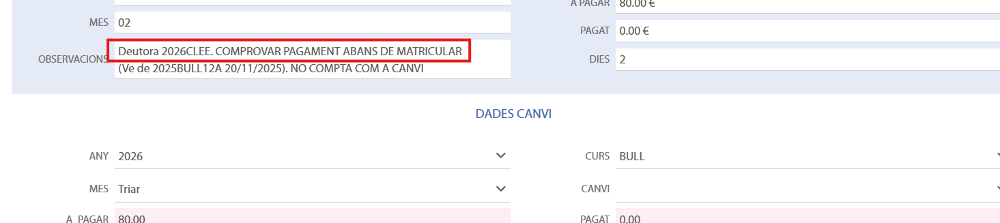 A PAGAR 80.00 €
MES 02
PAGAT 0.00 €
OBSERVACIONS Deutora 2026CLEE. COMPROVAR PAGAMENT ABANS DE MATRICULAR
(Ve de 2025BULL12A 20/11/2025). NO COMPTA COM A CANVI
DIES 2
DADES CANVI
ANY 2026
CURS BULL
MES Triar
CANVI
A PAGAR 80.00
PAGAT 0.00